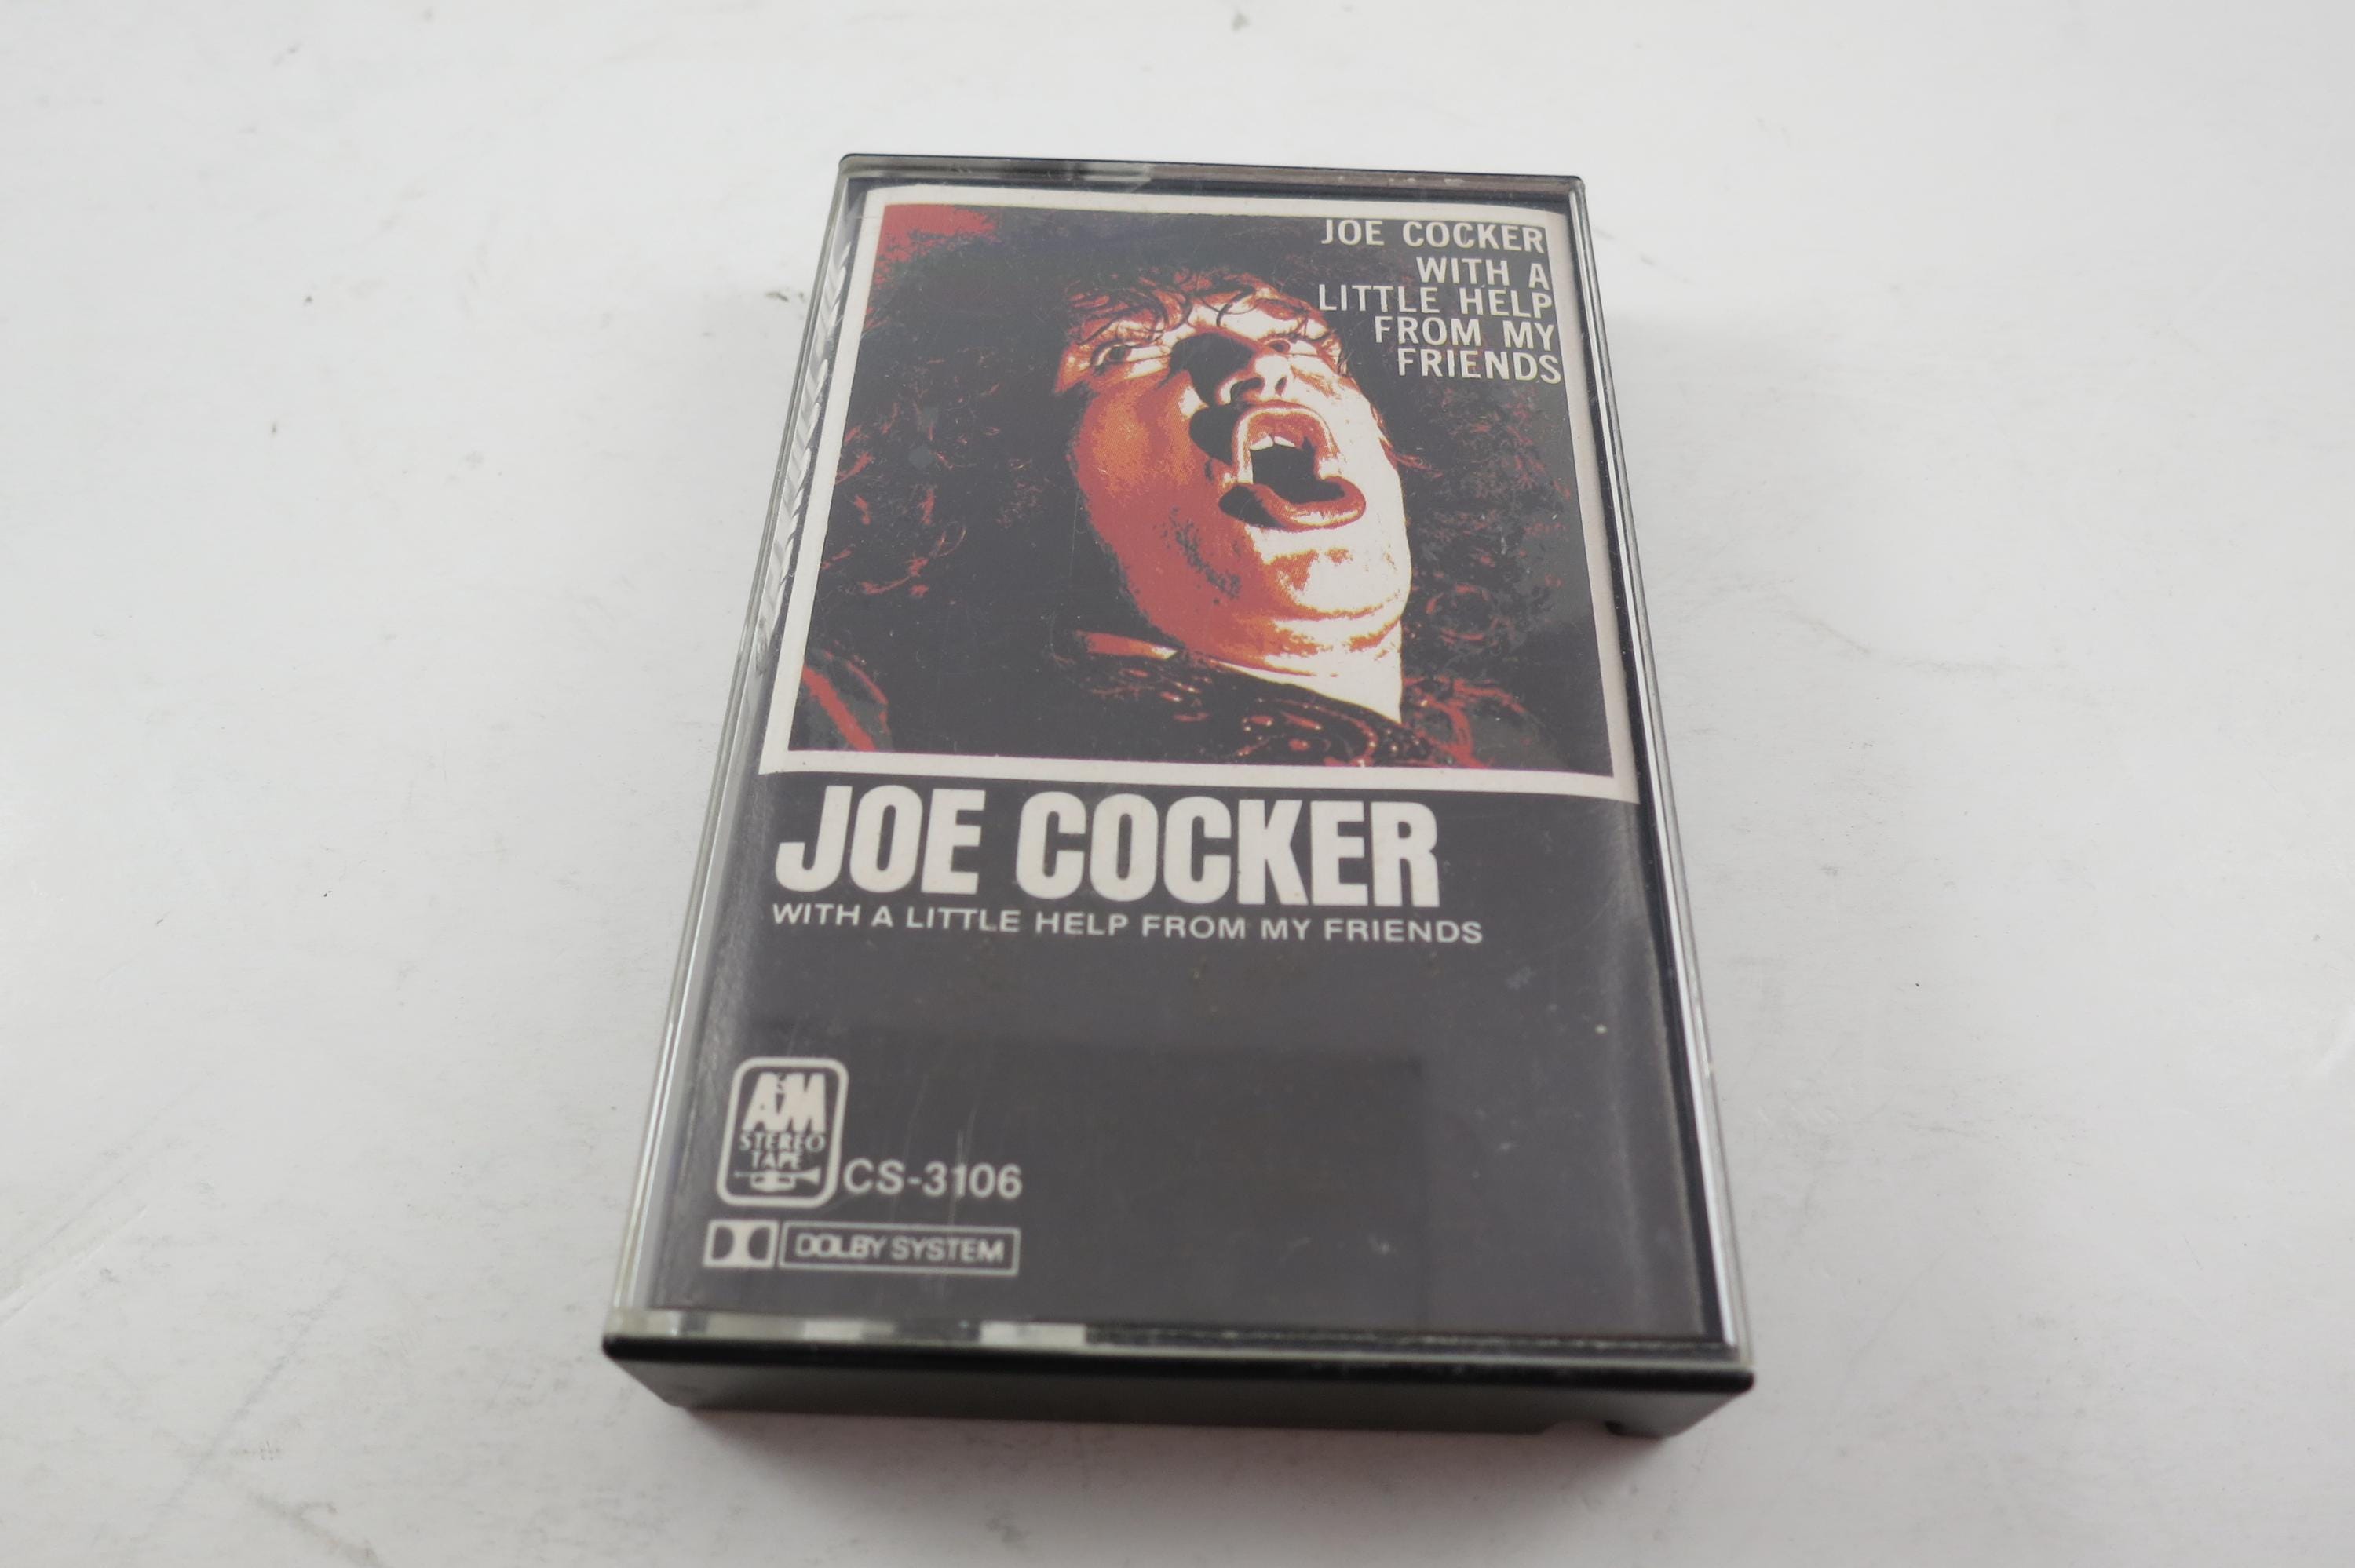 JOE COCKER
WITH A
LITTLE HELP
FROM MY
FRIENDS
JOE COCKER
WITH A LITTLE HELP FROM MY FRIENDS
A&M
STEREO
TAPE
CS-3106
DOLBY SYSTEM